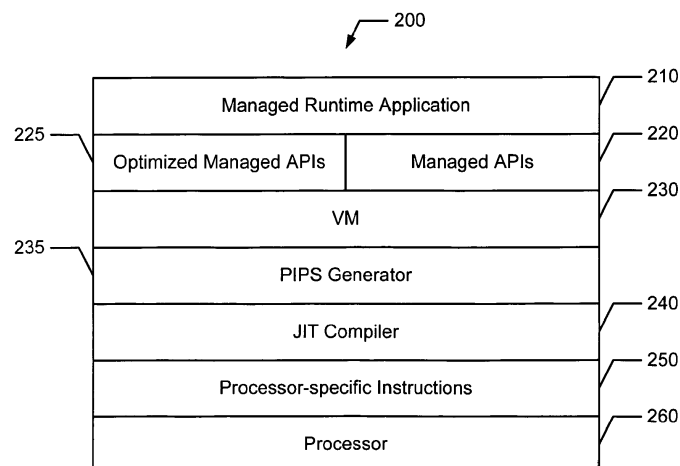 200
210
Managed Runtime Application
225
220
Optimized Managed APIs
Managed APIs
230
VM
235
PIPS Generator
240
JIT Compiler
250
Processor-specific Instructions
260
Processor